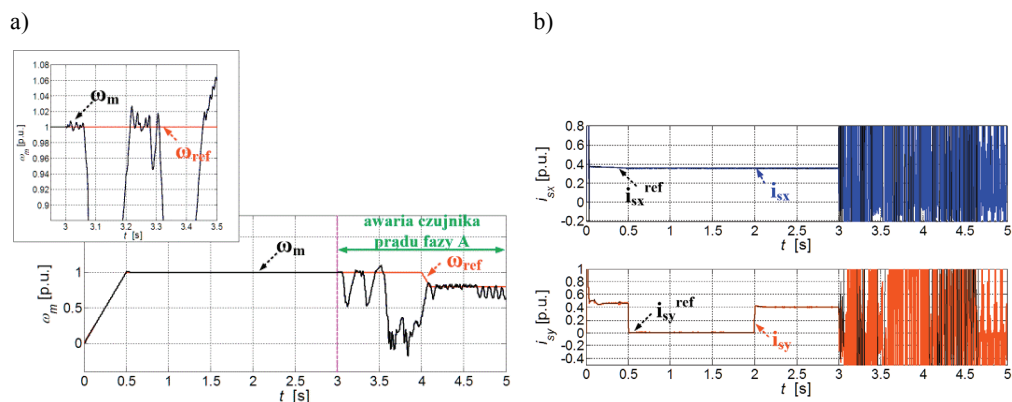 a)
b)
1.08
1.06
1.04
1.02
1
0.98
0.96
0.94
0.92
0.9
ω_m [p.u.]
ω_m
ω_ref
3 3.1 3.2 3.3 3.4 3.5
t [s]
awaria czujnika
prądu fazy A
ω_m
ω_ref
1
0.5
0
ω_m [p.u.]
0 0.5 1 1.5 2 2.5 3 3.5 4 4.5 5
t [s]
0.8
0.6
0.4
0.2
0
-0.2
i_sx [p.u.]
i_sx^ref
i_sx
0 0.5 1 1.5 2 2.5 3 3.5 4 4.5 5
t [s]
1
0.8
0.6
0.4
0.2
0
-0.2
-0.4
i_sy [p.u.]
i_sy^ref
i_sy
0 0.5 1 1.5 2 2.5 3 3.5 4 4.5 5
t [s]